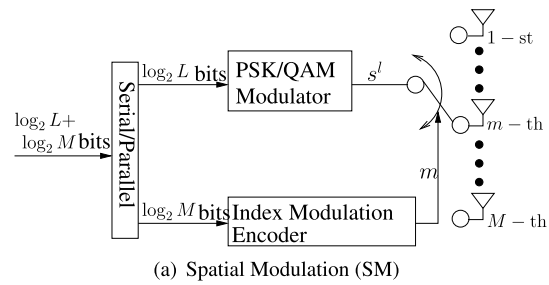 1 − st
log₂ L bits
PSK/QAM
Modulator
sˡ
log₂ L+
log₂ M bits
Serial/Parallel
m − th
m
log₂ M bits
Index Modulation
Encoder
M − th
(a) Spatial Modulation (SM)